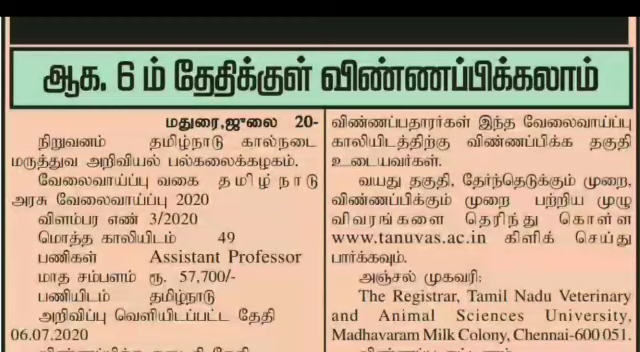 ஆக. 6 ம் தேதிக்குள் விண்ணப்பிக்கலாம்
மதுரை,ஜுலை 20-
நிறுவனம் தமிழ்நாடு கால்நடை
மருத்துவ அறிவியல் பல்கலைக்கழகம்.
வேலைவாய்ப்பு வகை தமிழ்நாடு
அரசு வேலைவாய்ப்பு 2020
விளம்பர எண் 3/2020
மொத்த காலியிடம் 49
பணிகள் Assistant Professor
மாத சம்பளம் ரூ. 57,700/-
பணியிடம் தமிழ்நாடு
அறிவிப்பு வெளியிடப்பட்ட தேதி
06.07.2020
விண்ணப்பதாரர்கள் இந்த வேலைவாய்ப்பு
காலியிடத்திற்கு விண்ணப்பிக்க தகுதி
உடையவர்கள்.
வயது தகுதி, தேர்ந்தெடுக்கும் முறை,
விண்ணப்பிக்கும் முறை பற்றிய முழு
விவரங்களை தெரிந்து கொள்ள
www.tanuvas.ac.in கிளிக் செய்து
பார்க்கவும்.
அஞ்சல் முகவரி:
The Registrar, Tamil Nadu Veterinary
and Animal Sciences University,
Madhavaram Milk Colony, Chennai-600 051.